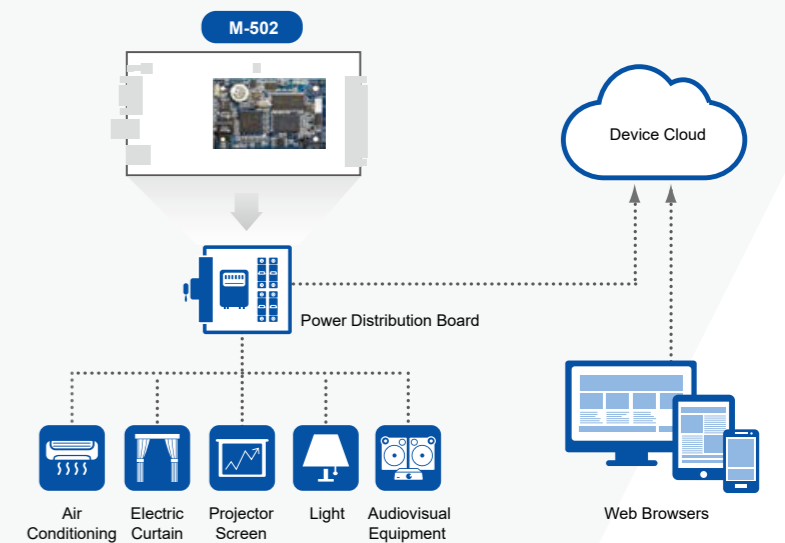 M-502
Device Cloud
Power Distribution Board
Air
Conditioning
Electric
Curtain
Projector
Screen
Light
Audiovisual
Equipment
Web Browsers